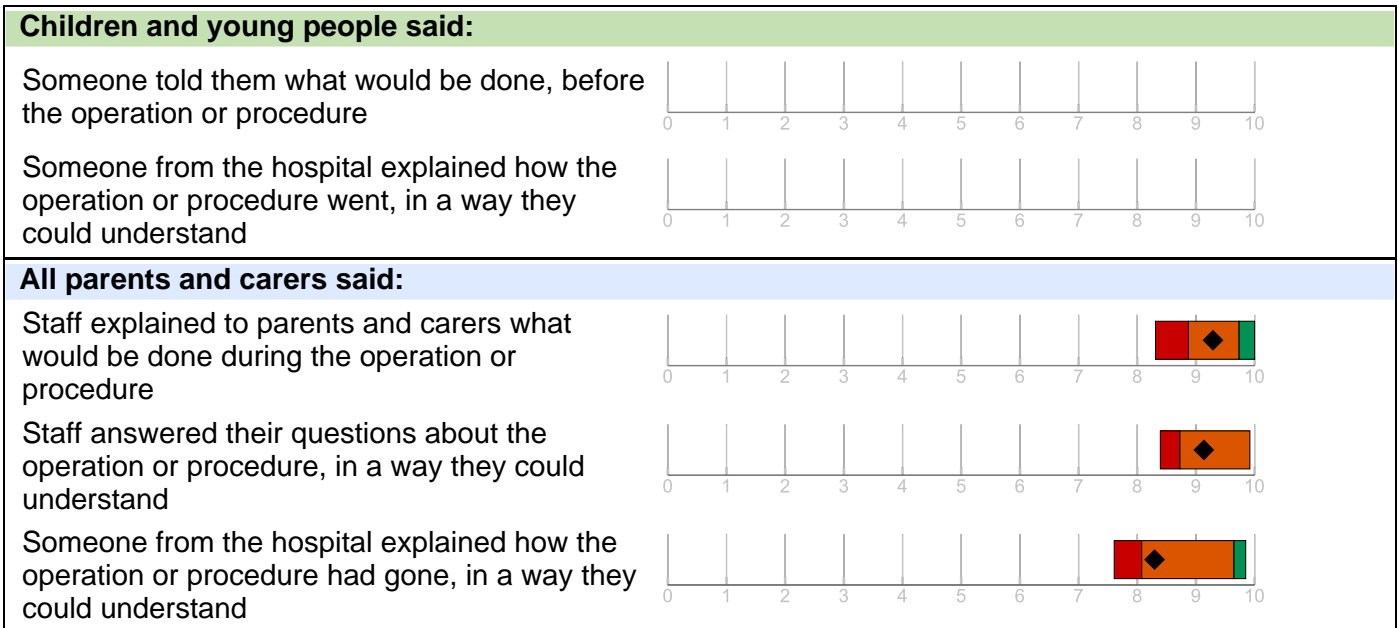 Children and young people said:
Someone told them what would be done, before
the operation or procedure
0 1 2 3 4 5 6 7 8 9 10
Someone from the hospital explained how the
operation or procedure went, in a way they
could understand
0 1 2 3 4 5 6 7 8 9 10
All parents and carers said:
Staff explained to parents and carers what
would be done during the operation or
procedure
0 1 2 3 4 5 6 7 8 9 10
Staff answered their questions about the
operation or procedure, in a way they could
understand
0 1 2 3 4 5 6 7 8 9 10
Someone from the hospital explained how the
operation or procedure had gone, in a way they
could understand
0 1 2 3 4 5 6 7 8 9 10